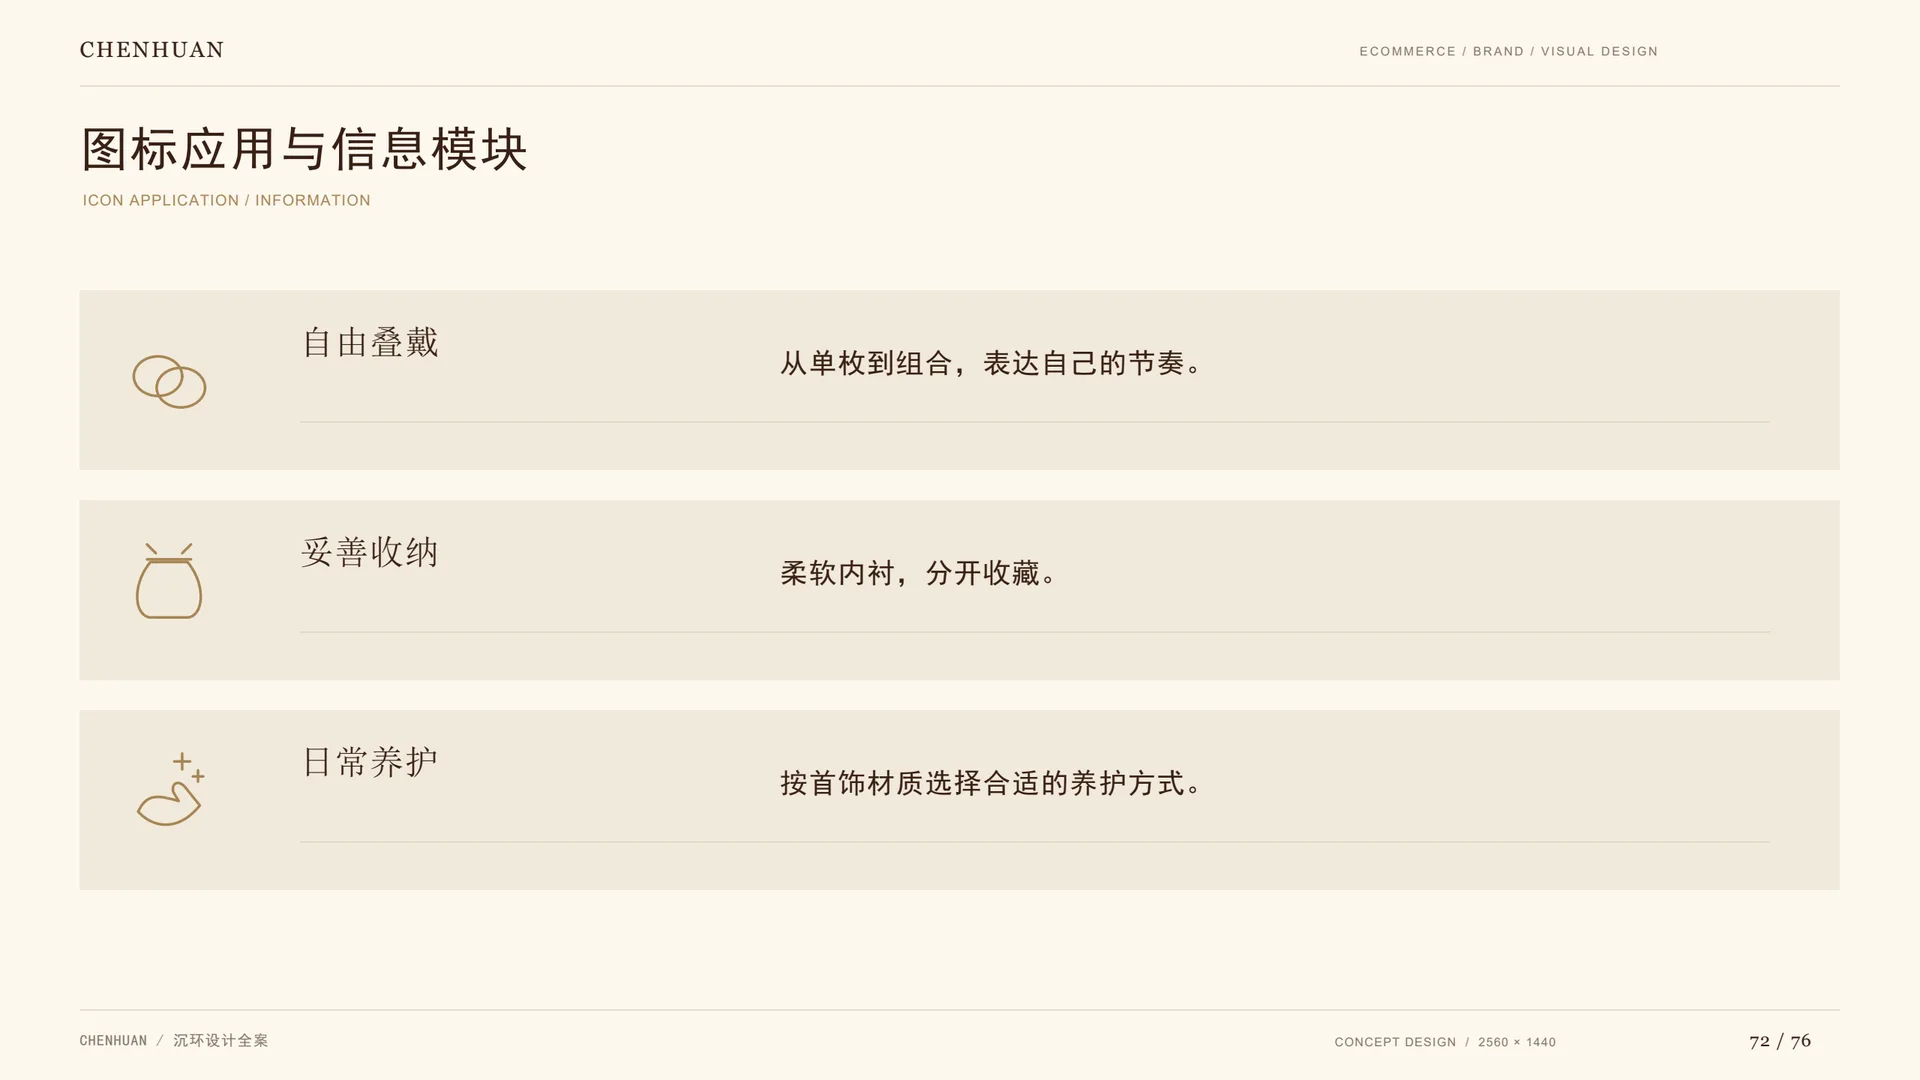 CHENHUAN
ECOMMERCE / BRAND / VISUAL DESIGN
图标应用与信息模块
ICON APPLICATION / INFORMATION
自由叠戴
从单枚到组合，表达自己的节奏。
妥善收纳
柔软内衬，分开收藏。
日常养护
按首饰材质选择合适的养护方式。
CHENHUAN / 沉环设计全案
CONCEPT DESIGN / 2560 × 1440
72 / 76